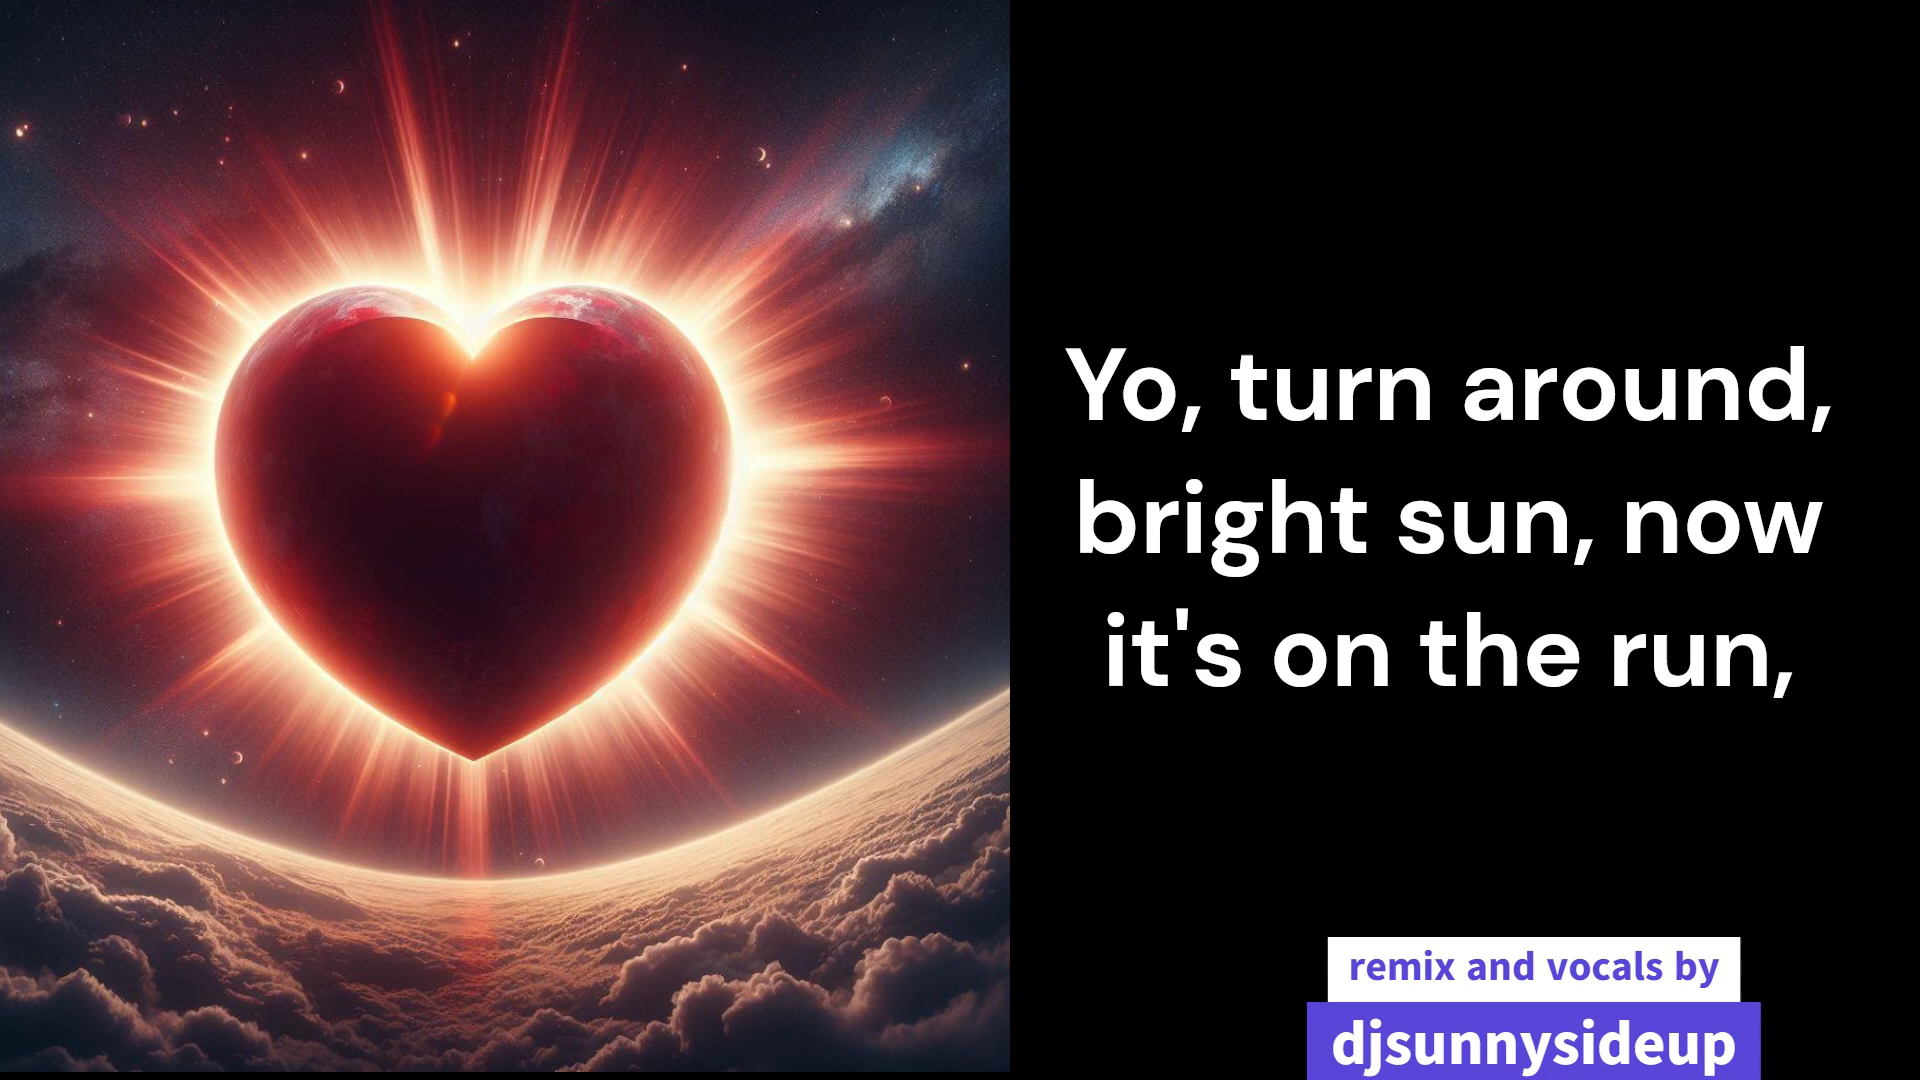 Yo, turn around,
bright sun, now
it's on the run,
remix and vocals by
djsunnysideup